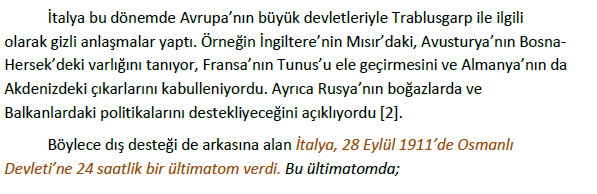 İtalya bu dönemde Avrupa’nın büyük devletleriyle Trablusgarp ile ilgili
olarak gizli anlaşmalar yaptı. Örneğin İngiltere’nin Mısır’daki, Avusturya’nın Bosna-
Hersek’deki varlığını tanıyor, Fransa’nın Tunus’u ele geçirmesini ve Almanya’nın da
Akdenizdeki çıkarlarını kabulleniyordu. Ayrıca Rusya’nın boğazlarda ve
Balkanlardaki politikalarını destekliyeceğini açıklıyordu [2].
Böylece dış desteği de arkasına alan İtalya, 28 Eylül 1911’de Osmanlı
Devleti’ne 24 saatlik bir ültimatom verdi. Bu ültimatomda;